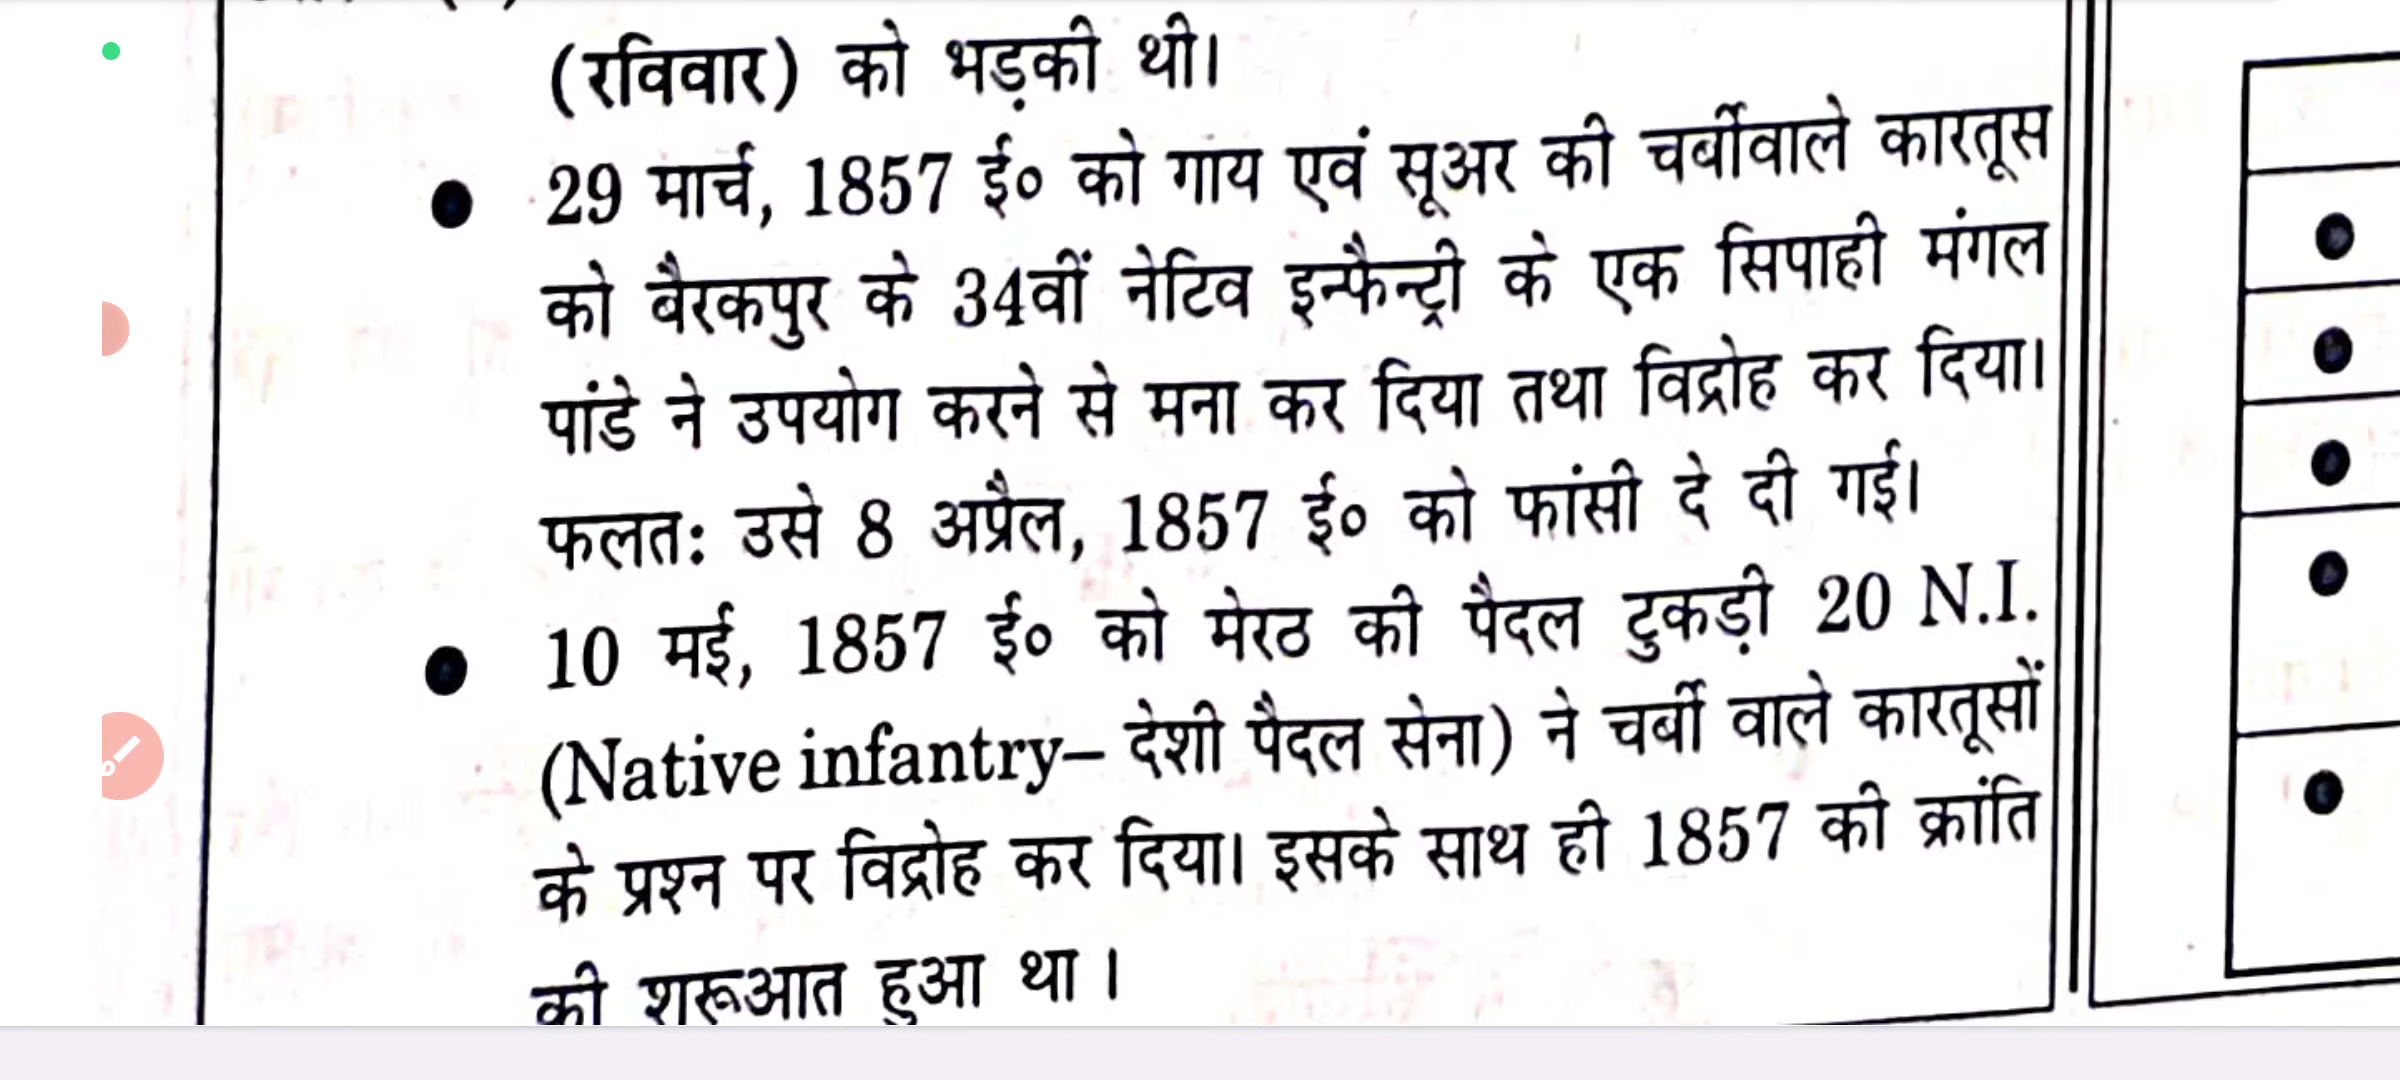 (रविवार) को भड़की थी।
29 मार्च, 1857 ई० को गाय एवं सूअर की चर्बीवाले कारतूस
को बैरकपुर के 34वीं नेटिव इन्फैन्ट्री के एक सिपाही मंगल
पांडे ने उपयोग करने से मना कर दिया तथा विद्रोह कर दिया।
फलतः उसे 8 अप्रैल, 1857 ई० को फांसी दे दी गई।
10 मई, 1857 ई० को मेरठ की पैदल टुकड़ी 20 N.I.
(Native infantry– देशी पैदल सेना) ने चर्बी वाले कारतूसों
के प्रश्न पर विद्रोह कर दिया। इसके साथ ही 1857 की क्रांति
की शरूआत हुआ था ।